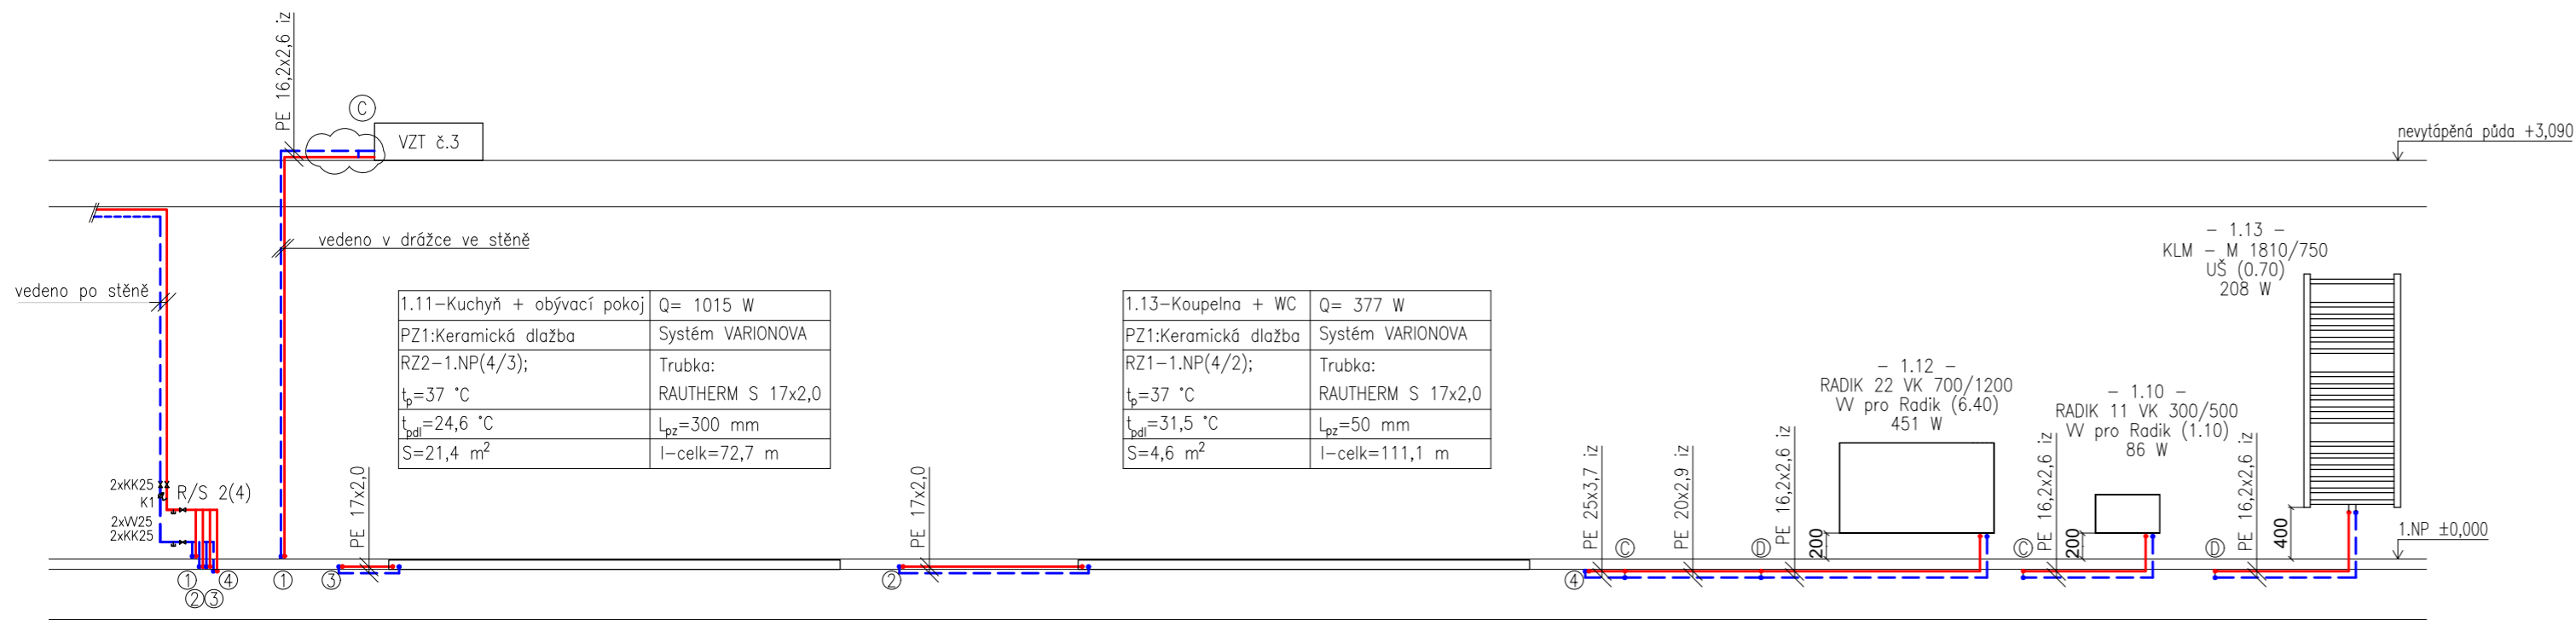 PE 16,2x2,6 iz
C
VZT č.3
nevytápěná půda +3,090
vedeno v drážce ve stěně
vedeno po stěně
1.11-Kuchyň + obývací pokoj Q= 1015 W
PZ1:Keramická dlažba Systém VARIONOVA
RZ2-1.NP(4/3); Trubka:
tp=37 °C RAUTHERM S 17x2,0
tpdl=24,6 °C Lpz=300 mm
S=21,4 m² l-celk=72,7 m
1.13-Koupelna + WC Q= 377 W
PZ1:Keramická dlažba Systém VARIONOVA
RZ1-1.NP(4/2); Trubka:
tp=37 °C RAUTHERM S 17x2,0
tpdl=31,5 °C Lpz=50 mm
S=4,6 m² l-celk=111,1 m
- 1.13 -
KLM - M 1810/750
UŠ (0.70)
208 W
- 1.12 -
RADIK 22 VK 700/1200
VV pro Radik (6.40)
451 W
- 1.10 -
RADIK 11 VK 300/500
VV pro Radik (1.10)
86 W
2xKK25
K1
R/S 2(4)
2xVV25
2xKK25
PE 17x2,0
PE 17x2,0
PE 25x3,7 iz
C
PE 20x2,9 iz
D
PE 16,2x2,6 iz
200
C
PE 16,2x2,6 iz
200
D
PE 16,2x2,6 iz
400
1.NP ±0,000
1
2
3
4
1
3
2
4